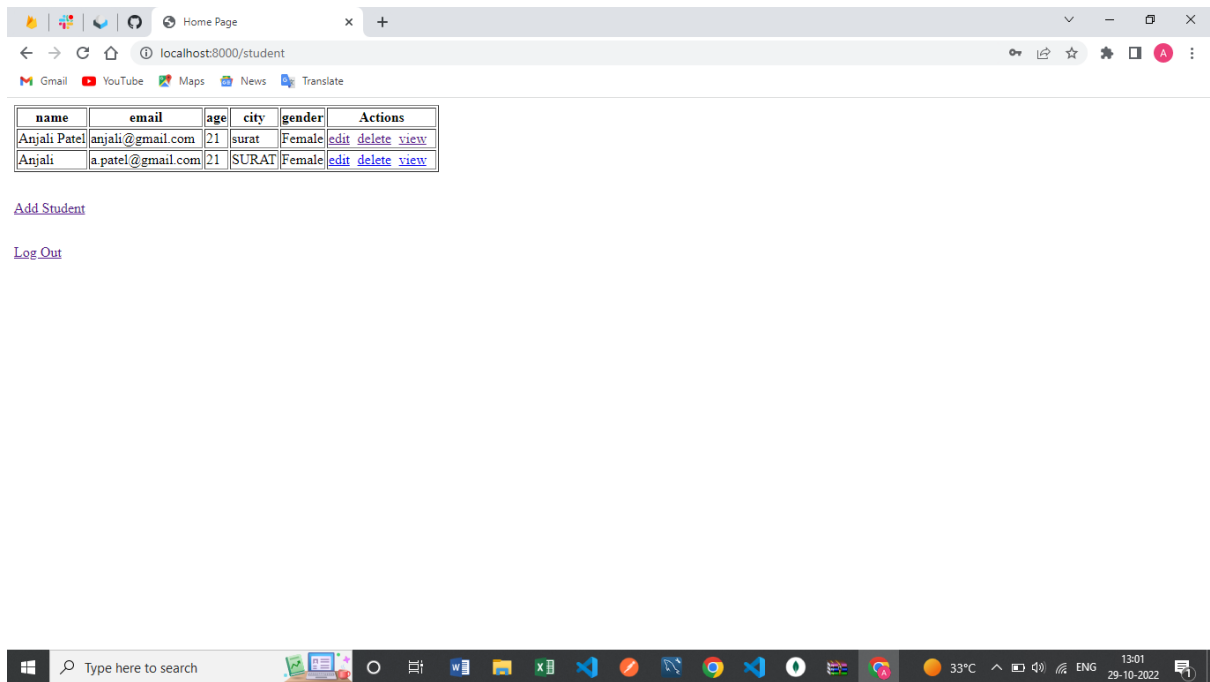 Home Page
localhost:8000/student
A
Gmail YouTube Maps News Translate
name email age city gender Actions
Anjali Patel anjali@gmail.com 21 surat Female edit delete view
Anjali a.patel@gmail.com 21 SURAT Female edit delete view
Add Student
Log Out
Type here to search 33°C ENG 13:01
29-10-2022 1